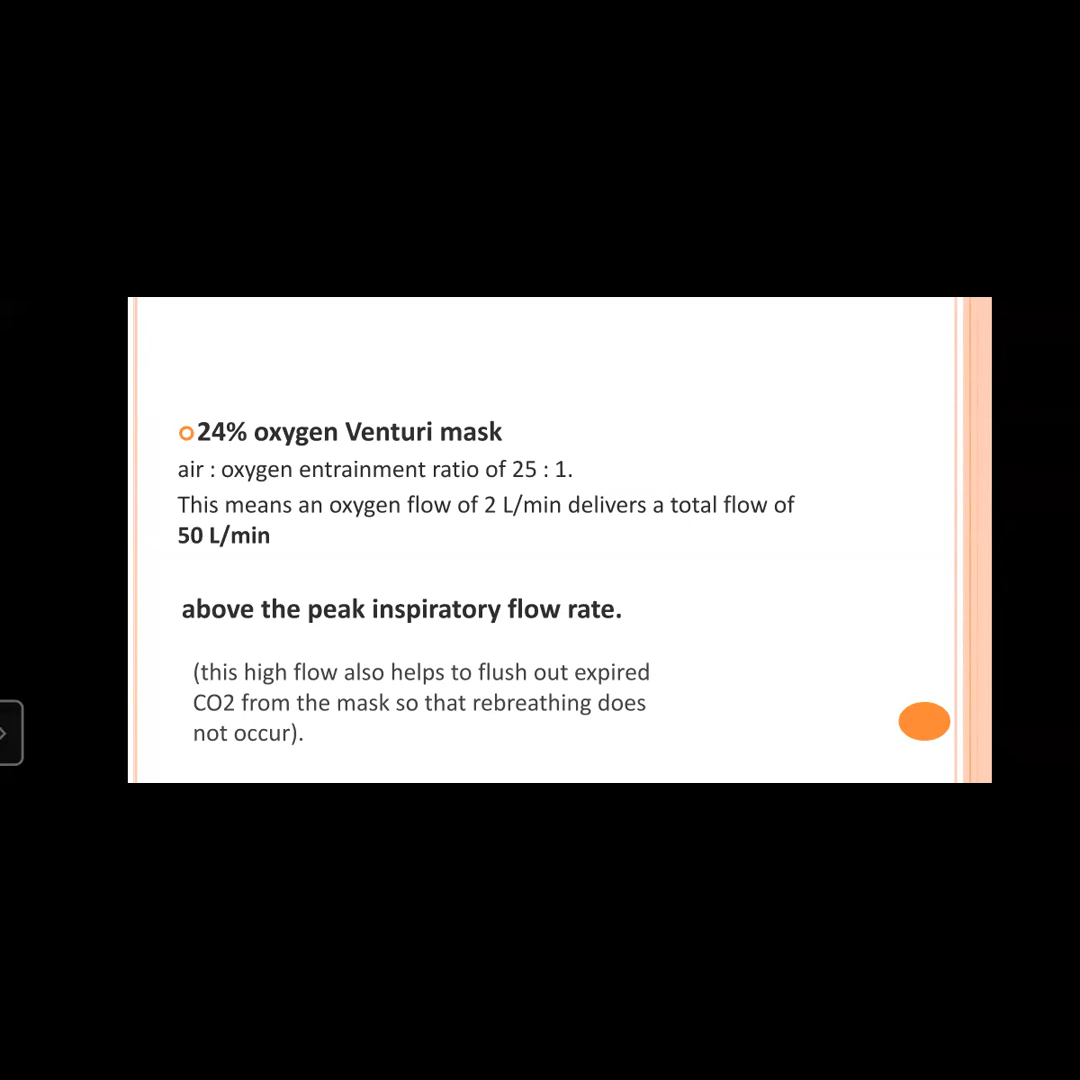 24% oxygen Venturi mask
air : oxygen entrainment ratio of 25 : 1.
This means an oxygen flow of 2 L/min delivers a total flow of
50 L/min
above the peak inspiratory flow rate.
(this high flow also helps to flush out expired
CO2 from the mask so that rebreathing does
not occur).